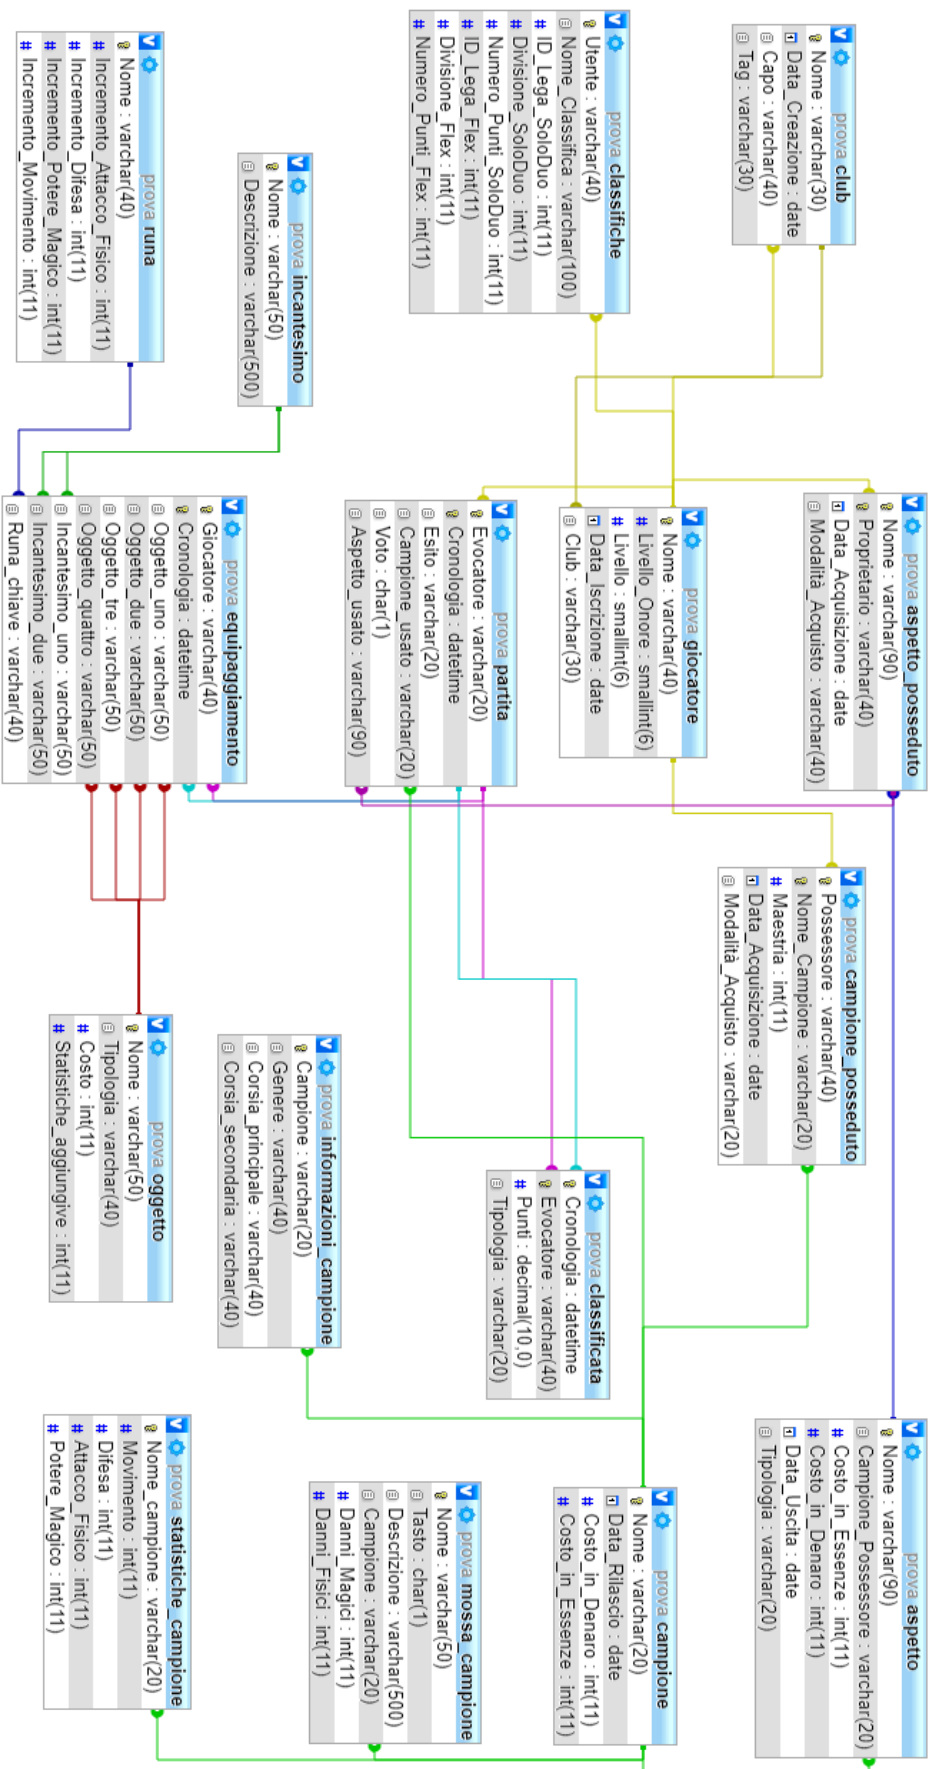 prova club
Nome : varchar(30)
Data_Creazione : date
Capo : varchar(40)
Tag : varchar(30)
prova classifiche
Utente : varchar(40)
Nome_Classifica : varchar(100)
ID_Lega_SoloDuo : int(11)
Divisione_SoloDuo : int(11)
Numero_Punti_SoloDuo : int(11)
ID_Lega_Flex : int(11)
Divisione_Flex : int(11)
Numero_Punti_Flex : int(11)
prova incantesimo
Nome : varchar(50)
Descrizione : varchar(500)
prova runa
Nome : varchar(40)
Incremento_Attacco_Fisico : int(11)
Incremento_Difesa : int(11)
Incremento_Potere_Magico : int(11)
Incremento_Movimento : int(11)
prova aspetto_posseduto
Nome : varchar(90)
Proprietario : varchar(40)
Data_Acquisizione : date
Modalità_Acquisto : varchar(40)
prova giocatore
Nome : varchar(40)
Livello_Onore : smallint(6)
Livello : smallint(6)
Data_Iscrizione : date
Club : varchar(30)
prova partita
Evocatore : varchar(20)
Cronologia : datetime
Esito : varchar(20)
Campione_usato : varchar(20)
Voto : char(1)
Aspetto_usato : varchar(90)
prova equipaggiamento
Giocatore : varchar(40)
Cronologia : datetime
Oggetto_uno : varchar(50)
Oggetto_due : varchar(50)
Oggetto_tre : varchar(50)
Oggetto_quattro : varchar(50)
Incantesimo_uno : varchar(50)
Incantesimo_due : varchar(50)
Runa_chiave : varchar(40)
prova campione_posseduto
Possessore : varchar(40)
Nome_Campione : varchar(20)
Maestria : int(11)
Data_Acquisizione : date
Modalità_Acquisto : varchar(20)
prova classificata
Cronologia : datetime
Evocatore : varchar(40)
Punti : decimal(10,0)
Tipologia : varchar(20)
prova informazioni_campione
Campione : varchar(20)
Genere : varchar(40)
Corsia_principale : varchar(40)
Corsia_secondaria : varchar(40)
prova oggetto
Nome : varchar(50)
Tipologia : varchar(40)
Costo : int(11)
Statistiche_aggiungive : int(11)
prova aspetto
Nome : varchar(90)
Campione_Possessore : varchar(20)
Costo_in_Essenze : int(11)
Costo_in_Denaro : int(11)
Data_Uscita : date
Tipologia : varchar(20)
prova campione
Nome : varchar(20)
Data_Rilascio : date
Costo_in_Denaro : int(11)
Costo_in_Essenze : int(11)
prova mossa_campione
Nome : varchar(50)
Tasto : char(1)
Descrizione : varchar(500)
Campione : varchar(20)
Danni_Magici : int(11)
Danni_Fisici : int(11)
prova statistiche_campione
Nome_campione : varchar(20)
Movimento : int(11)
Difesa : int(11)
Attacco_Fisico : int(11)
Potere_Magico : int(11)